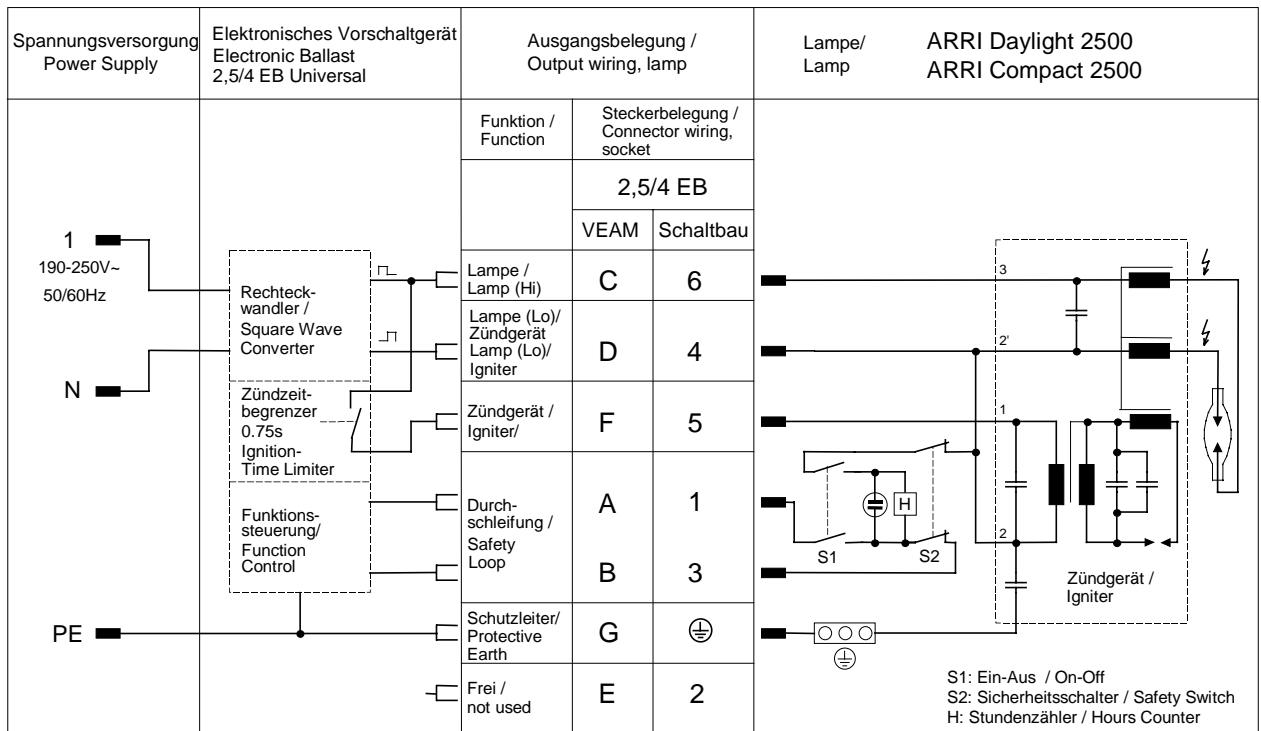 Spannungsversorgung
Power Supply
Elektronisches Vorschaltgerät
Electronic Ballast
2,5/4 EB Universal
Ausgangsbelegung /
Output wiring, lamp
Lampe/
Lamp
ARRI Daylight 2500
ARRI Compact 2500
Funktion /
Function
Steckerbelegung /
Connector wiring,
socket
2,5/4 EB
VEAM
Schaltbau
1
190-250V~
50/60Hz
N
PE
Rechteck-
wandler /
Square Wave
Converter
Zündzeit-
begrenzer
0.75s
Ignition-
Time Limiter
Funktions-
steuerung/
Function
Control
Lampe /
Lamp (Hi)
C
6
Lampe (Lo)/
Zündgerät
Lamp (Lo)/
Igniter
D
4
Zündgerät /
Igniter/
F
5
Durch-
schleifung /
Safety
Loop
A
1
B
3
Schutzleiter/
Protective
Earth
G
Frei /
not used
E
2
3
2'
1
2
H
S1
S2
Zündgerät /
Igniter
S1: Ein-Aus / On-Off
S2: Sicherheitsschalter / Safety Switch
H: Stundenzähler / Hours Counter